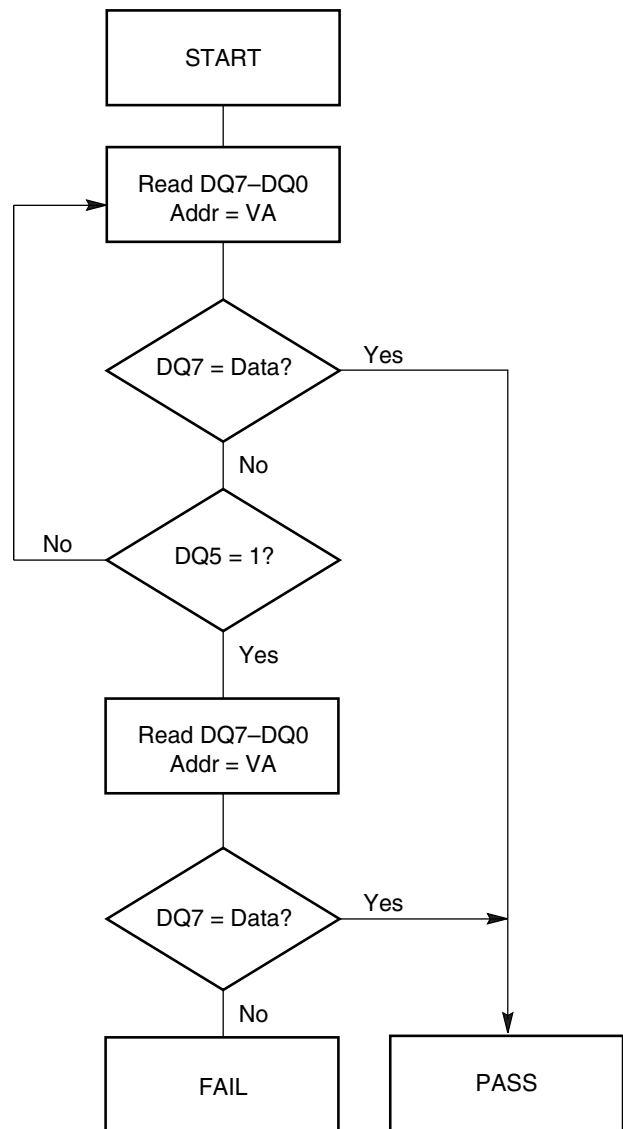 START
Read DQ7–DQ0
Addr = VA
DQ7 = Data?
Yes
No
DQ5 = 1?
No
Yes
Read DQ7–DQ0
Addr = VA
DQ7 = Data?
Yes
No
FAIL
PASS